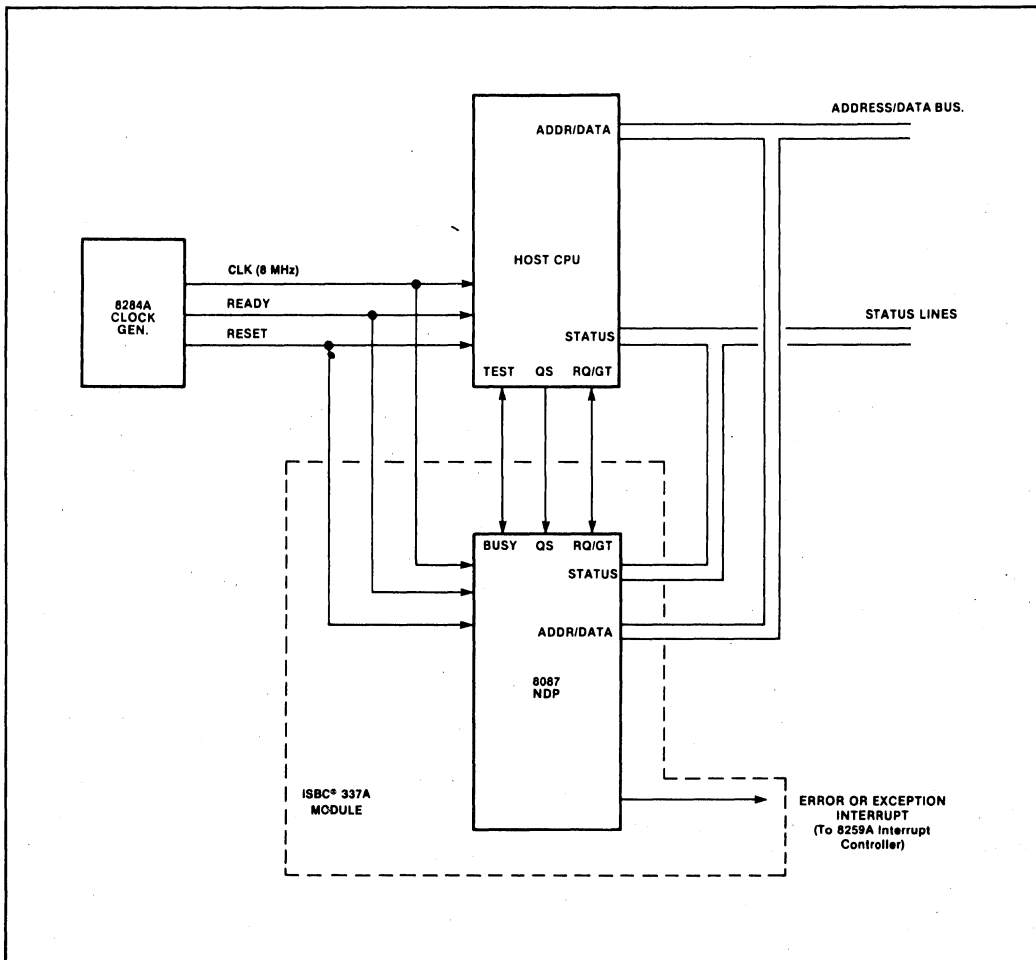 ADDRESS/DATA BUS.
ADDR/DATA
HOST CPU
8284A
CLOCK
GEN.
CLK (8 MHz)
READY
RESET
STATUS LINES
STATUS
TEST QS RQ/GT
BUSY QS RQ/GT
STATUS
ADDR/DATA
8087
NDP
iSBC® 337A
MODULE
ERROR OR EXCEPTION
INTERRUPT
(To 8259A Interrupt
Controller)